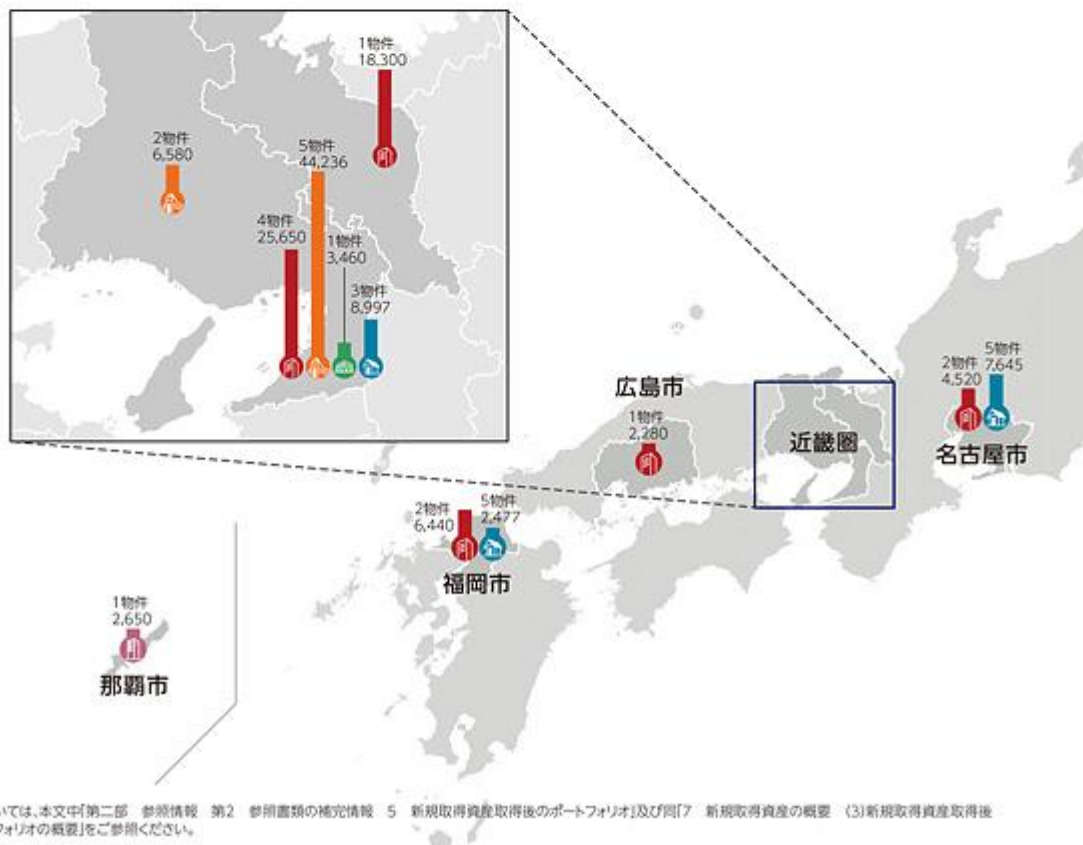 1物件
18,300
2物件
6,580
5物件
44,236
4物件
25,650
1物件
3,460
3物件
8,997
広島市
1物件
2,280
近畿圏
2物件
4,520
5物件
7,645
名古屋市
2物件
6,440
5物件
2,477
福岡市
1物件
2,650
那覇市
いては、本文中「第二部 参照情報 第2 参照書類の補完情報 5 新規取得資産取得後のポートフォリオ」及び同「7 新規取得資産の概要 (3)新規取得資産取得後
フォリオの概要」をご参照ください。